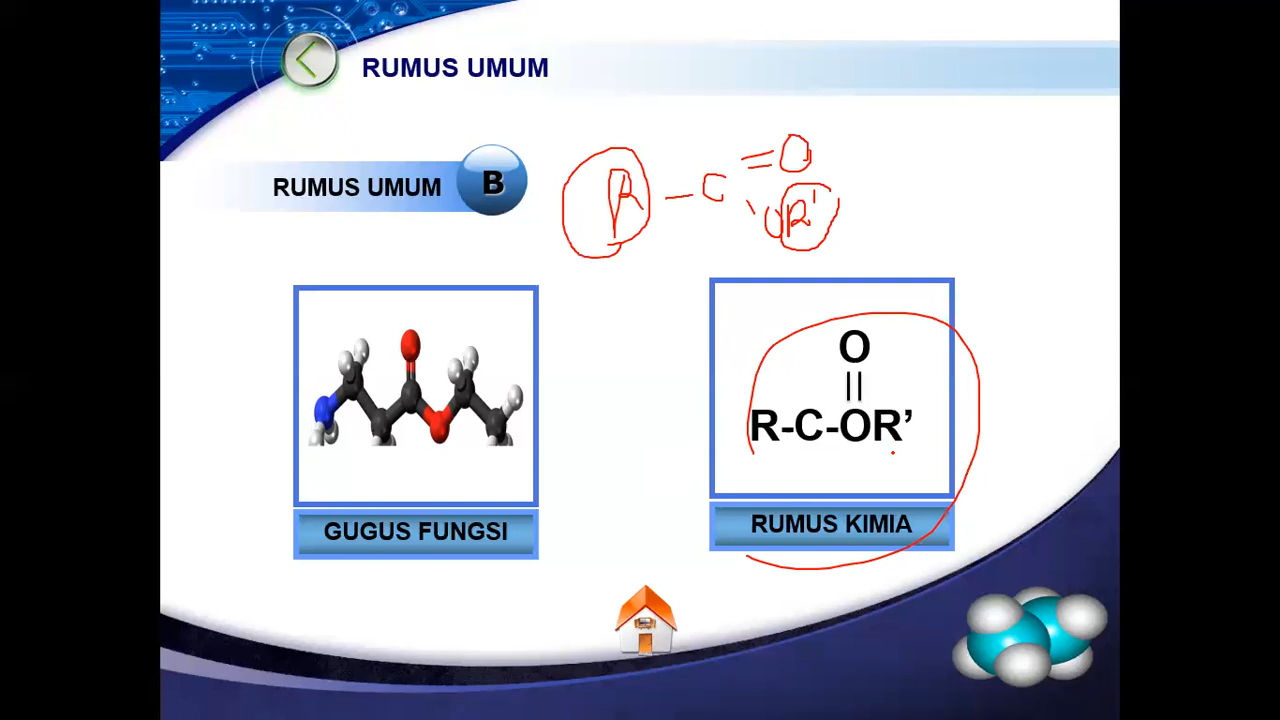 RUMUS UMUM
RUMUS UMUM B
R - C = O
OR'
O
||
R-C-OR’
GUGUS FUNGSI
RUMUS KIMIA